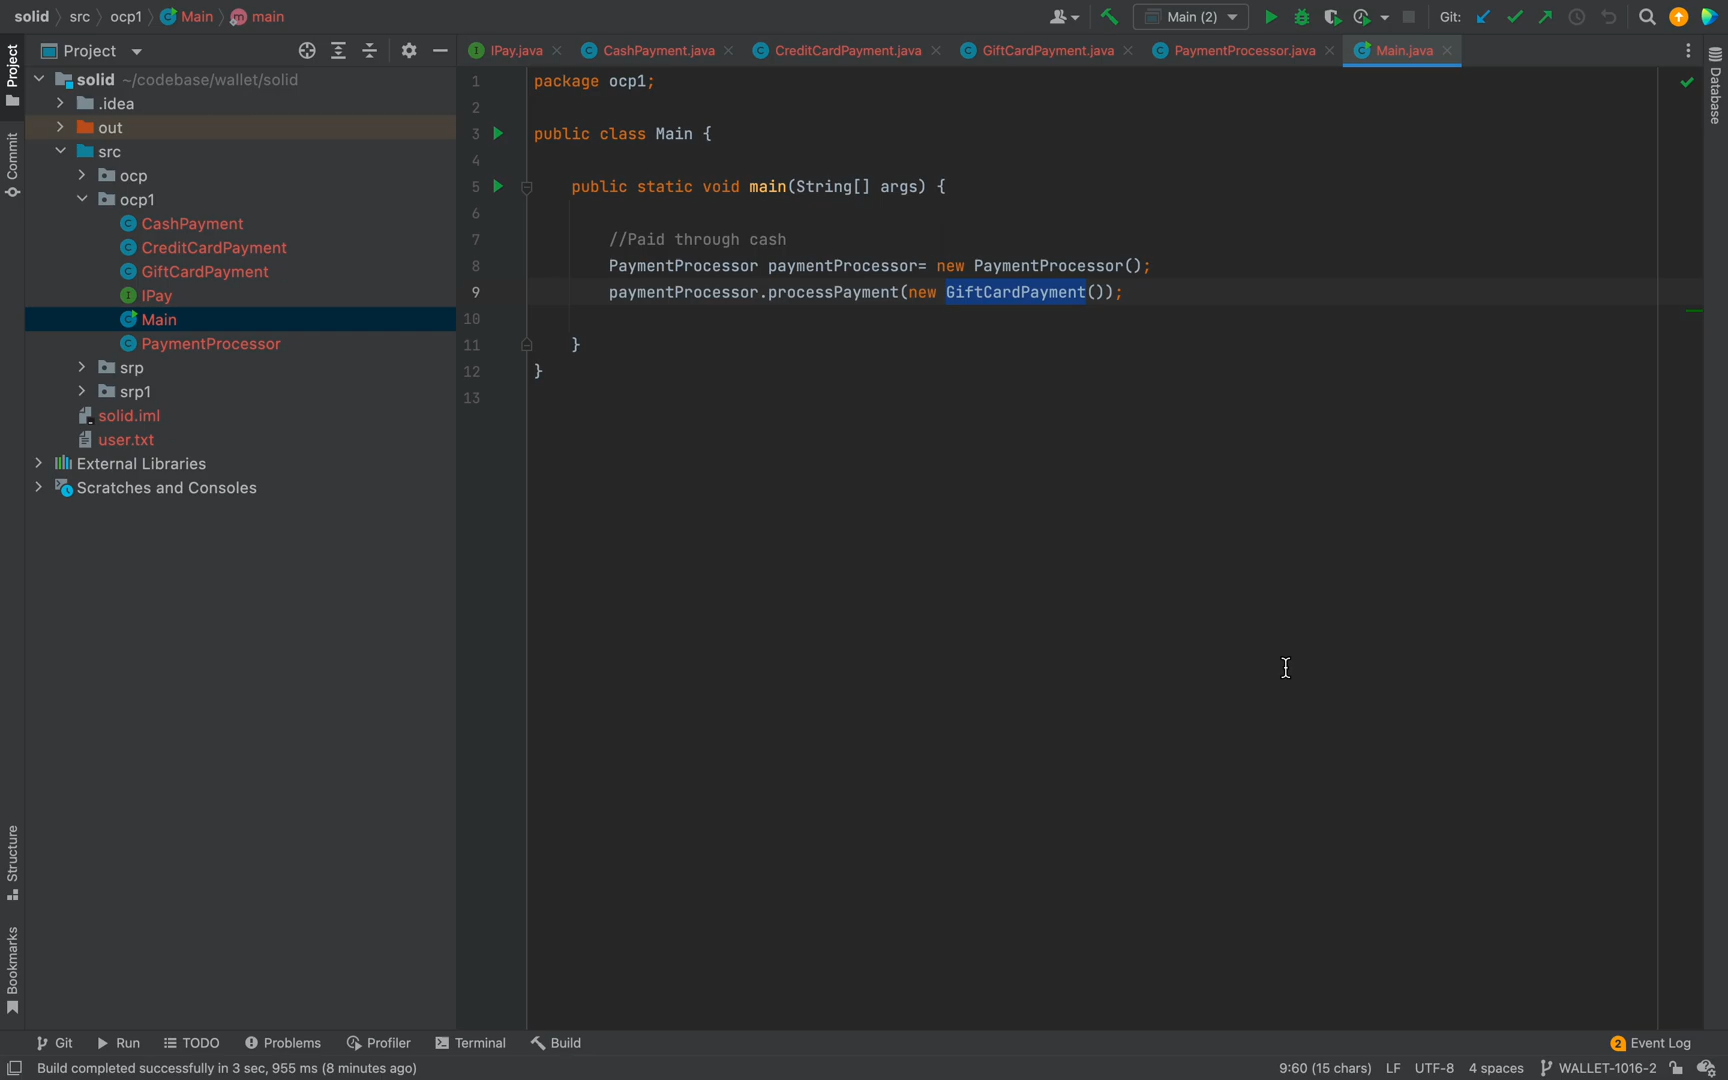 solid src ocp1 Main main Main (2) Git:
Project
IPay.java CashPayment.java CreditCardPayment.java GiftCardPayment.java PaymentProcessor.java Main.java
Project
Commit
Structure
Bookmarks
Database
solid ~/codebase/wallet/solid
.idea
out
src
ocp
ocp1
CashPayment
CreditCardPayment
GiftCardPayment
IPay
Main
PaymentProcessor
srp
srp1
solid.iml
user.txt
External Libraries
Scratches and Consoles
1 package ocp1;
2
3 public class Main {
4
5 public static void main(String[] args) {
6
7 //Paid through cash
8 PaymentProcessor paymentProcessor= new PaymentProcessor();
9 paymentProcessor.processPayment(new GiftCardPayment());
10
11 }
12 }
13
Git Run TODO Problems Profiler Terminal Build 2 Event Log
Build completed successfully in 3 sec, 955 ms (8 minutes ago) 9:60 (15 chars) LF UTF-8 4 spaces WALLET-1016-2